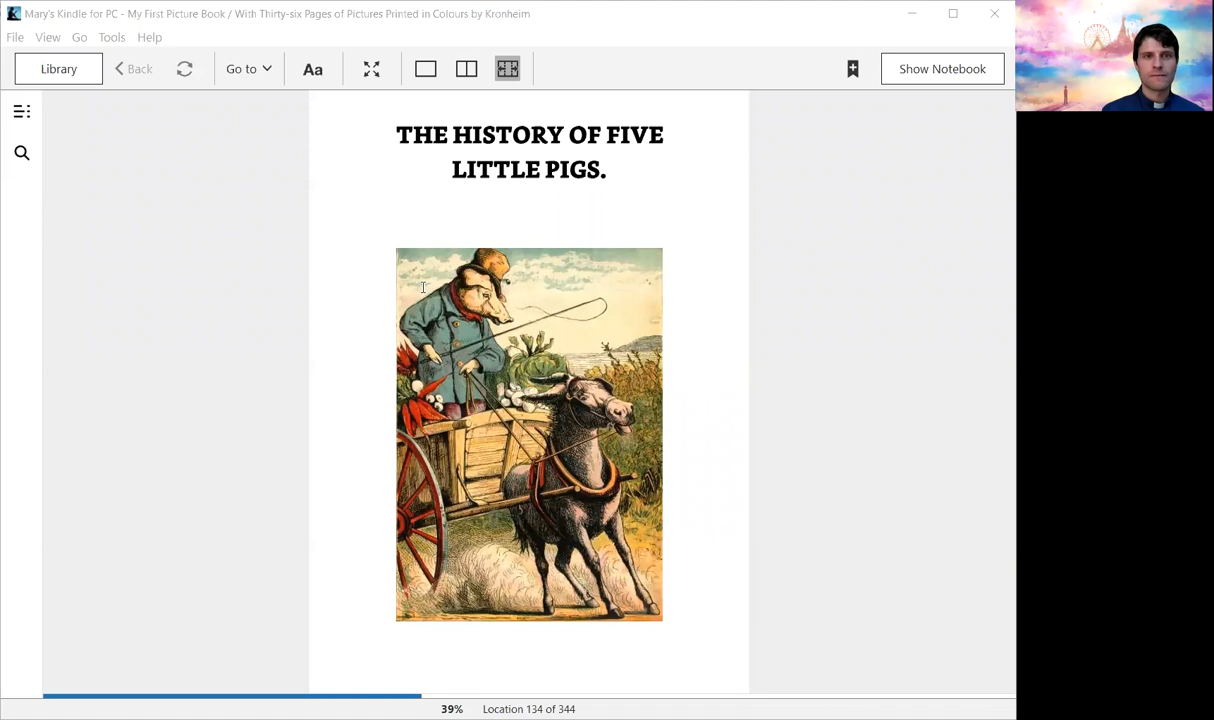 Mary's Kindle for PC - My First Picture Book / With Thirty-six Pages of Pictures Printed in Colours by Kronheim
File View Go Tools Help
Library Back Go to Aa Show Notebook
THE HISTORY OF FIVE
LITTLE PIGS.
39% Location 134 of 344